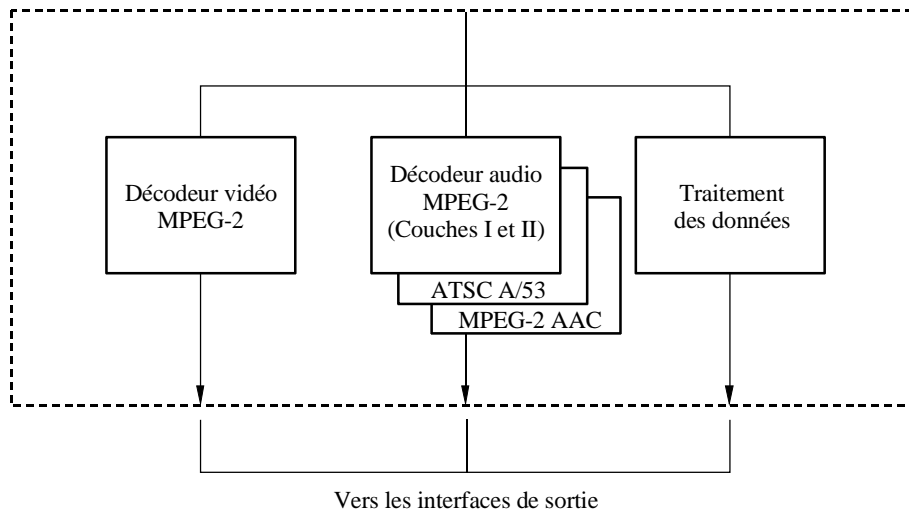 Décodeur vidéo
MPEG-2
Décodeur audio
MPEG-2
(Couches I et II)
ATSC A/53
MPEG-2 AAC
Traitement
des données
Vers les interfaces de sortie